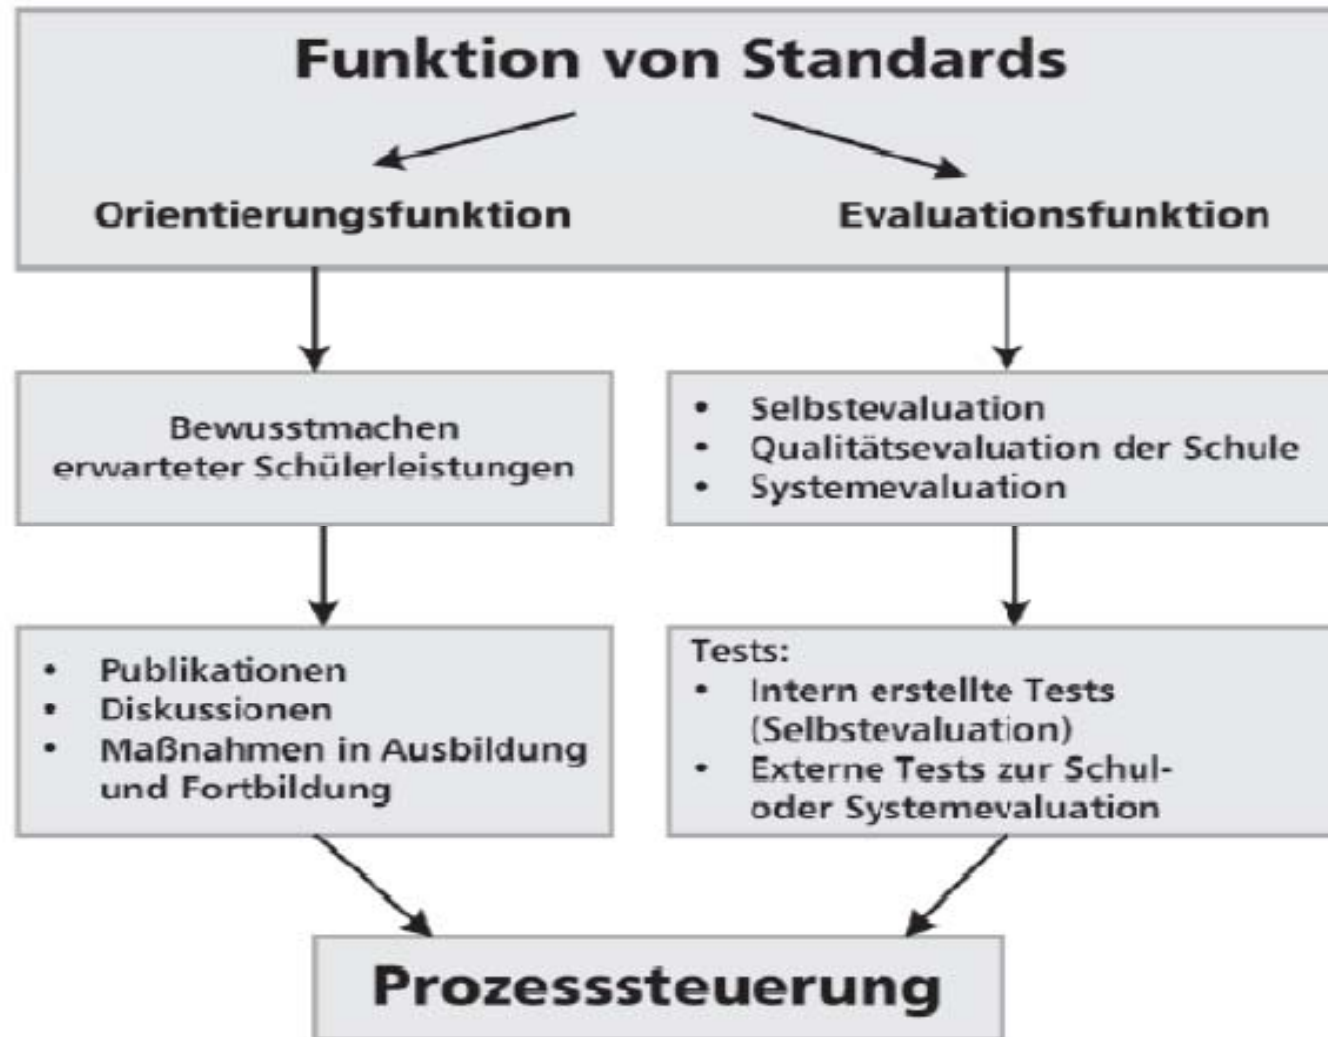 Funktion von Standards
Orientierungsfunktion
Evaluationsfunktion
Bewusstmachen
erwarteter Schülerleistungen
• Selbstevaluation
• Qualitätsevaluation der Schule
• Systemevaluation
• Publikationen
• Diskussionen
• Maßnahmen in Ausbildung
und Fortbildung
Tests:
• Intern erstellte Tests
(Selbstevaluation)
• Externe Tests zur Schul-
oder Systemevaluation
Prozesssteuerung